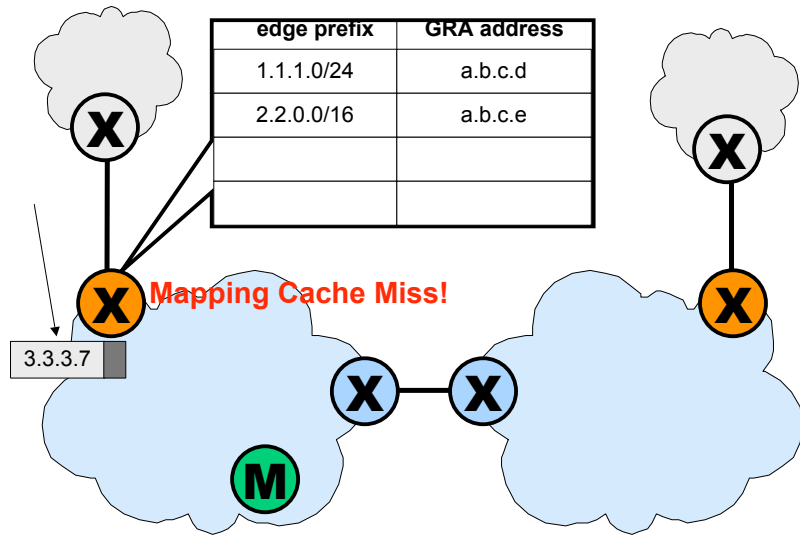 edge prefix GRA address
1.1.1.0/24 a.b.c.d
2.2.0.0/16 a.b.c.e
X
X
X Mapping Cache Miss!
X
3.3.3.7
X X
M